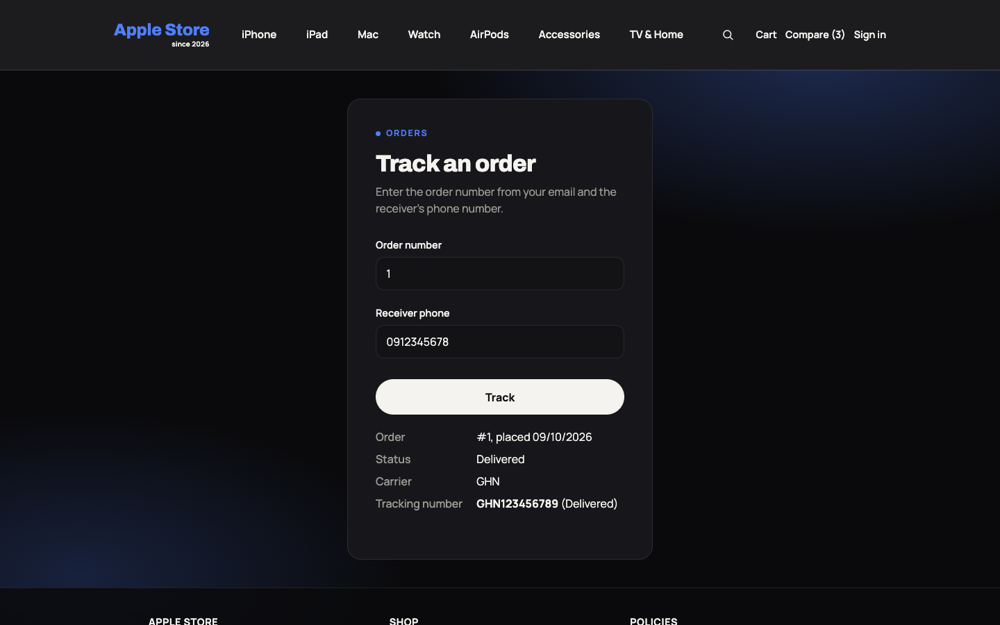 Apple Store
since 2026
iPhone iPad Mac Watch AirPods Accessories TV & Home Cart Compare (3) Sign in
ORDERS
Track an order
Enter the order number from your email and the
receiver's phone number.
Order number
1
Receiver phone
0912345678
Track
Order #1, placed 09/10/2026
Status Delivered
Carrier GHN
Tracking number GHN123456789 (Delivered)
APPLE STORE SHOP POLICIES